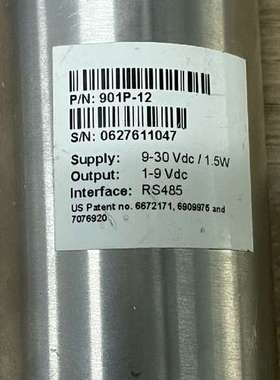 P/N: 901P-12
S/N: 0627611047
Supply: 9-30 Vdc / 1.5W
Output: 1-9 Vdc
Interface: RS485
US Patent no. 6672171, 6909975 and
7076920